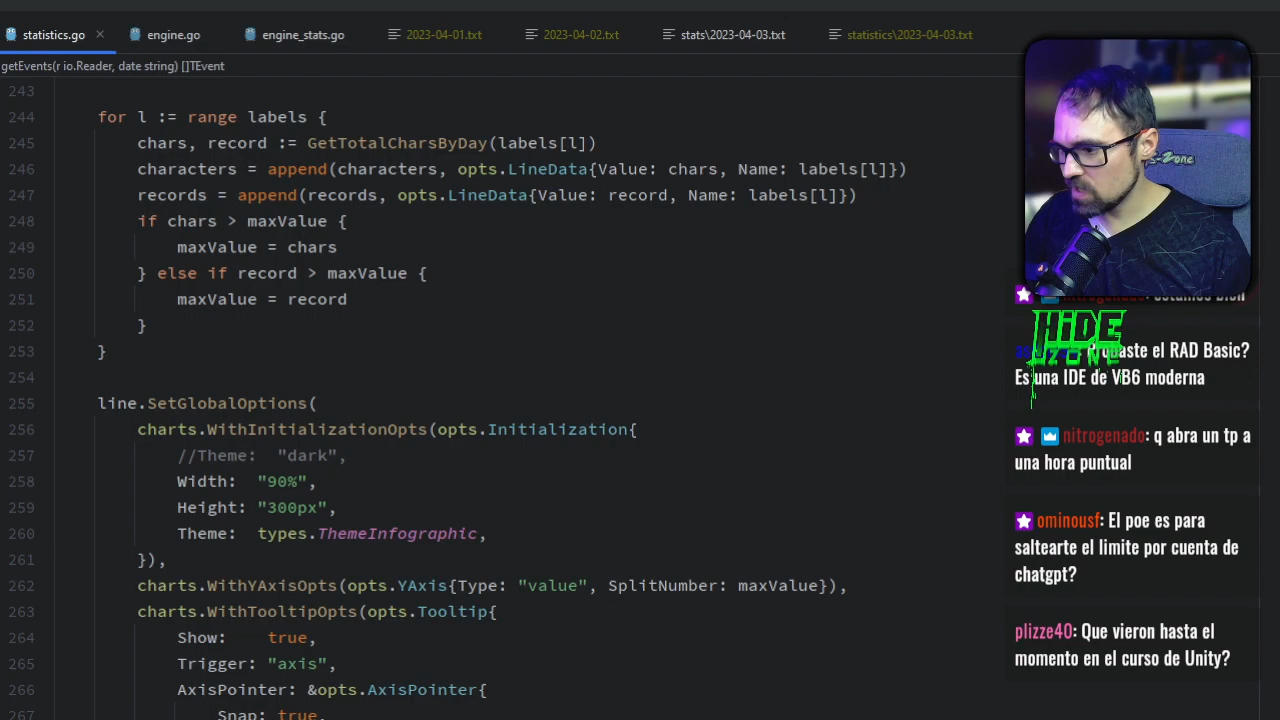 statistics.go
engine.go
engine_stats.go
2023-04-01.txt
2023-04-02.txt
stats\2023-04-03.txt
statistics\2023-04-03.txt
getEvents(r io.Reader, date string) []TEvent
243
244 for l := range labels {
245 chars, record := GetTotalCharsByDay(labels[l])
246 characters = append(characters, opts.LineData{Value: chars, Name: labels[l]})
247 records = append(records, opts.LineData{Value: record, Name: labels[l]})
248 if chars > maxValue {
249 maxValue = chars
250 } else if record > maxValue {
251 maxValue = record
252 }
253 }
254
255 line.SetGlobalOptions(
256 charts.WithInitializationOpts(opts.Initialization{
257 //Theme: "dark",
258 Width: "90%",
259 Height: "300px",
260 Theme: types.ThemeInfographic,
261 }),
262 charts.WithYAxisOpts(opts.YAxis{Type: "value", SplitNumber: maxValue}),
263 charts.WithTooltipOpts(opts.Tooltip{
264 Show: true,
265 Trigger: "axis",
266 AxisPointer: &opts.AxisPointer{
267 Snap: true,
nitrogenado: estamos bien
HiDE
ZONE
Probaste el RAD Basic?
Es una IDE de VB6 moderna
nitrogenado: q abra un tp a
una hora puntual
ominousf: El poe es para
saltearte el limite por cuenta de
chatgpt?
plizze40: Que vieron hasta el
momento en el curso de Unity?